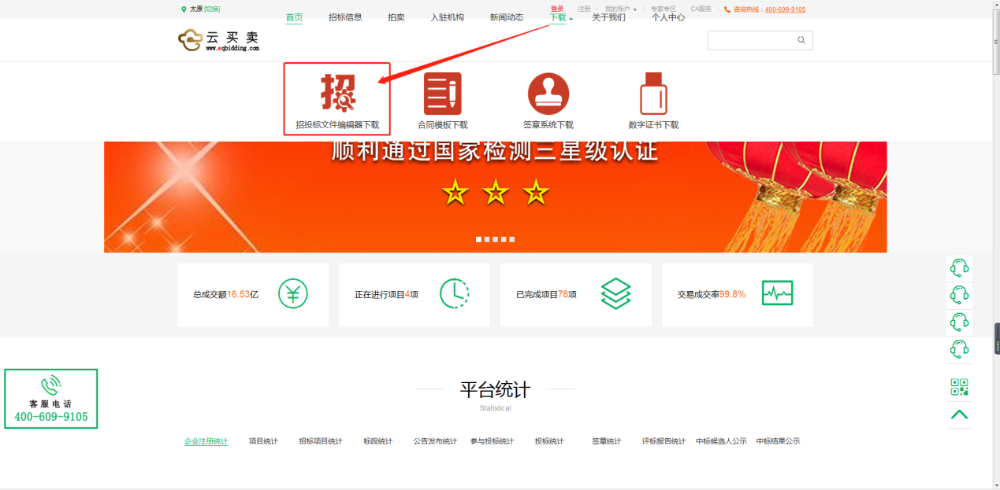 太原 [切换]
登录 注册 我的账户 专家专区 CA服务 咨询热线：400-609-9105
首页 招标信息 拍卖 入驻机构 新闻动态 下载 关于我们 个人中心
云买卖
www.eqbidding.com
招
招投标文件编辑器下载 合同模板下载 签章系统下载 数字证书下载
顺利通过国家检测三星级认证
总成交额16.53亿 正在进行项目4项 已完成项目78项 交易成交率99.8%
客服电话
400-609-9105
平台统计
Statistical
企业注册统计 项目统计 招标项目统计 标段统计 公告发布统计 参与投标统计 投标统计 签章统计 评标报告统计 中标候选人公示 中标结果公示